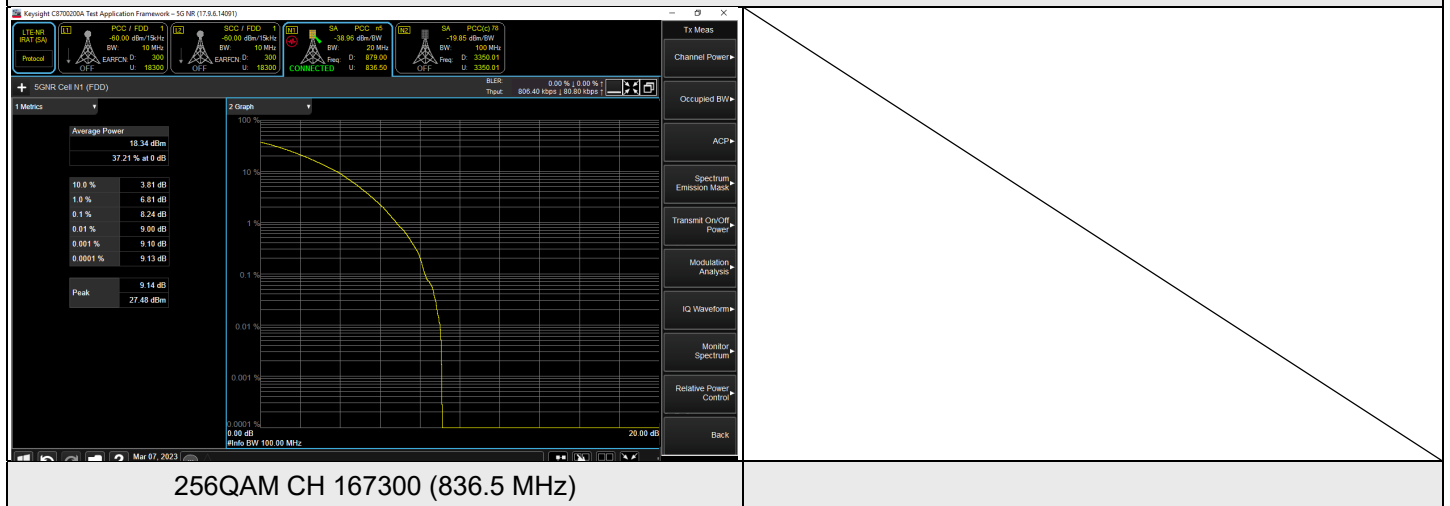 Keysight C8700200A Test Application Framework – 5G NR (17.9.6.14091)
LTE-NR
IRAT (SA)
Protocol
L1
PCC / FDD 1
-60.00 dBm/15kHz
BW: 10 MHz
EARFCN: D: 300
U: 18300
OFF
L2
SCC / FDD 1
-60.00 dBm/15kHz
BW: 10 MHz
EARFCN: D: 300
U: 18300
OFF
N1
SA PCC n5
-38.96 dBm/BW
BW: 20 MHz
Freq: D: 879.00
U: 836.50
CONNECTED
N2
SA PCC(c) 78
-19.85 dBm/BW
BW: 100 MHz
Freq: D: 3350.01
U: 3350.01
OFF
5GNR Cell N1 (FDD)
BLER: 0.00 % ↓ 0.00 % ↑
Thput: 806.40 kbps ↓ 80.80 kbps ↑
1 Metrics
Average Power
18.34 dBm
37.21 % at 0 dB
10.0 % 3.81 dB
1.0 % 6.81 dB
0.1 % 8.24 dB
0.01 % 9.00 dB
0.001 % 9.10 dB
0.0001 % 9.13 dB
Peak
9.14 dB
27.48 dBm
2 Graph
100 %
10 %
1 %
0.1 %
0.01 %
0.001 %
0.0001 %
0.00 dB
20.00 dB
#Info BW 100.00 MHz
Tx Meas
Channel Power
Occupied BW
ACP
Spectrum
Emission Mask
Transmit On/Off
Power
Modulation
Analysis
IQ Waveform
Monitor
Spectrum
Relative Power
Control
Back
Mar 07, 2023
256QAM CH 167300 (836.5 MHz)